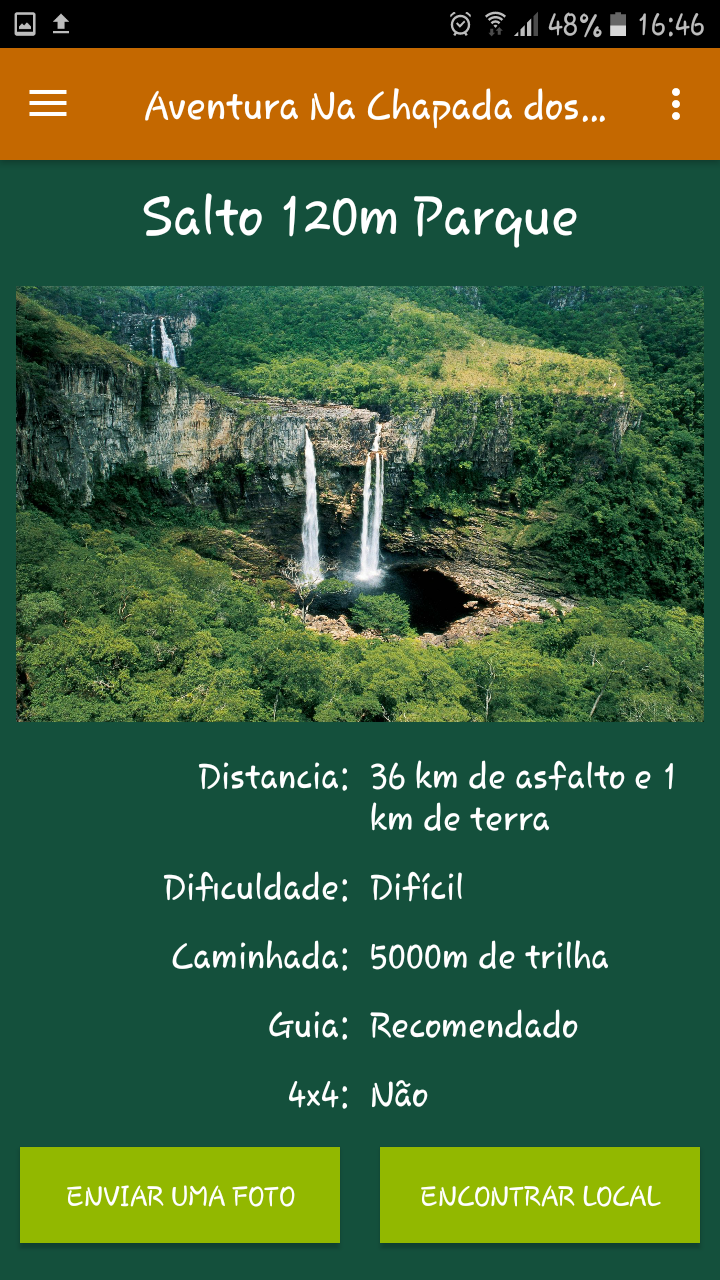 48% 16:46
Aventura Na Chapada dos...
Salto 120m Parque
Distancia: 36 km de asfalto e 1
km de terra
Dificuldade: Difícil
Caminhada: 5000m de trilha
Guia: Recomendado
4x4: Não
ENVIAR UMA FOTO ENCONTRAR LOCAL